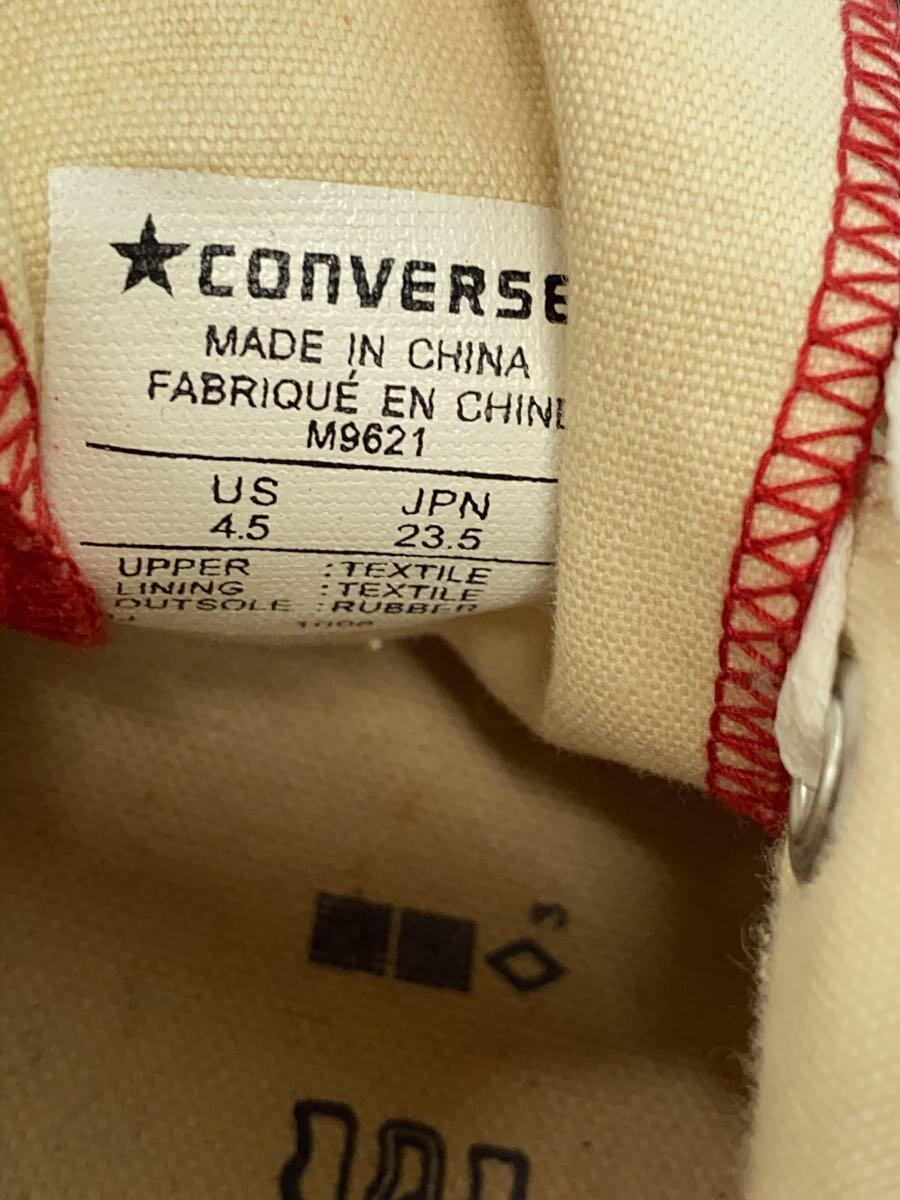 ★CONVERSE
MADE IN CHINA
FABRIQUÉ EN CHINE
M9621
US JPN
4.5 23.5
UPPER :TEXTILE
LINING :TEXTILE
OUTSOLE :RUBBER
3